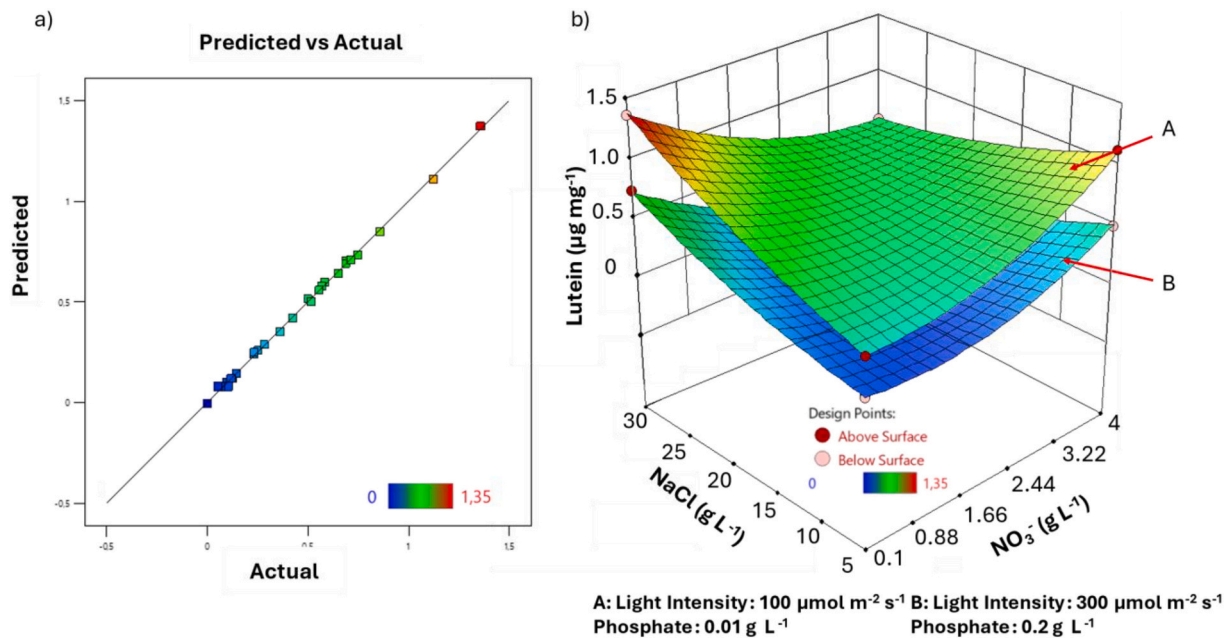 a)
Predicted vs Actual
Predicted
1.5
1
0.5
0
-0.5
-0.5
0
0.5
1
1.5
0
1,35
Actual
b)
1.5
1.0
0.5
0
Lutein (µg mg⁻¹)
A
B
30
25
20
15
10
5
NaCl (g L⁻¹)
4
3.22
2.44
1.66
0.88
0.1
NO₃⁻ (g L⁻¹)
Design Points:
Above Surface
Below Surface
0
1,35
A: Light Intensity: 100 µmol m⁻² s⁻¹
Phosphate: 0.01 g L⁻¹
B: Light Intensity: 300 µmol m⁻² s⁻¹
Phosphate: 0.2 g L⁻¹